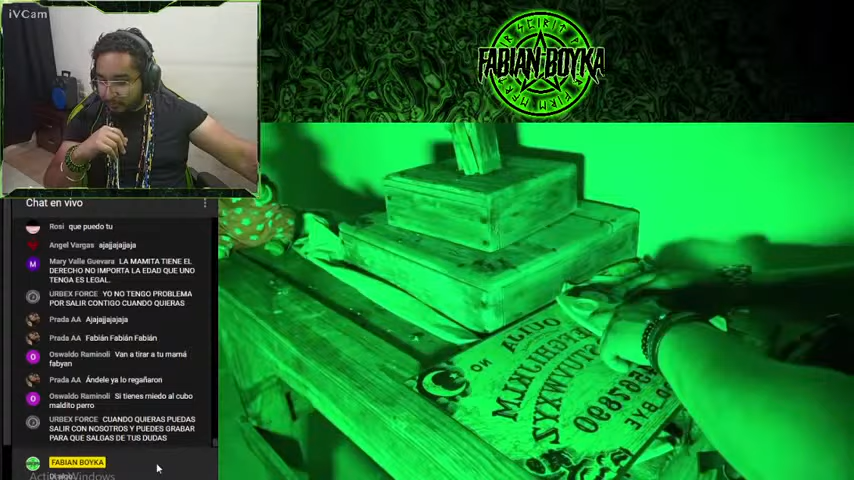 iVCam
FABIAN BOYKA
Chat en vivo
Rosi que puedo tu
Angel Vargas ajajjajajjaja
Mary Valle Guevara LA MAMITA TIENE EL
DERECHO NO IMPORTA LA EDAD QUE UNO
TENGA ES LEGAL.
URBEX FORCE YO NO TENGO PROBLEMA
POR SALIR CONTIGO CUANDO QUIERAS
Prada AA Ajajajjajajaja
Prada AA Fabián Fabián Fabián
Oswaldo Raminoli Van a tirar a tu mamá
fabyan
Prada AA Ándele ya lo regañaron
Oswaldo Raminoli Si tienes miedo al cubo
maldito perro
URBEX FORCE CUANDO QUIERAS PUEDAS
SALIR CON NOSOTROS Y PUEDES GRABAR
PARA QUE SALGAS DE TUS DUDAS
FABIAN BOYKA
OUIJA
NO